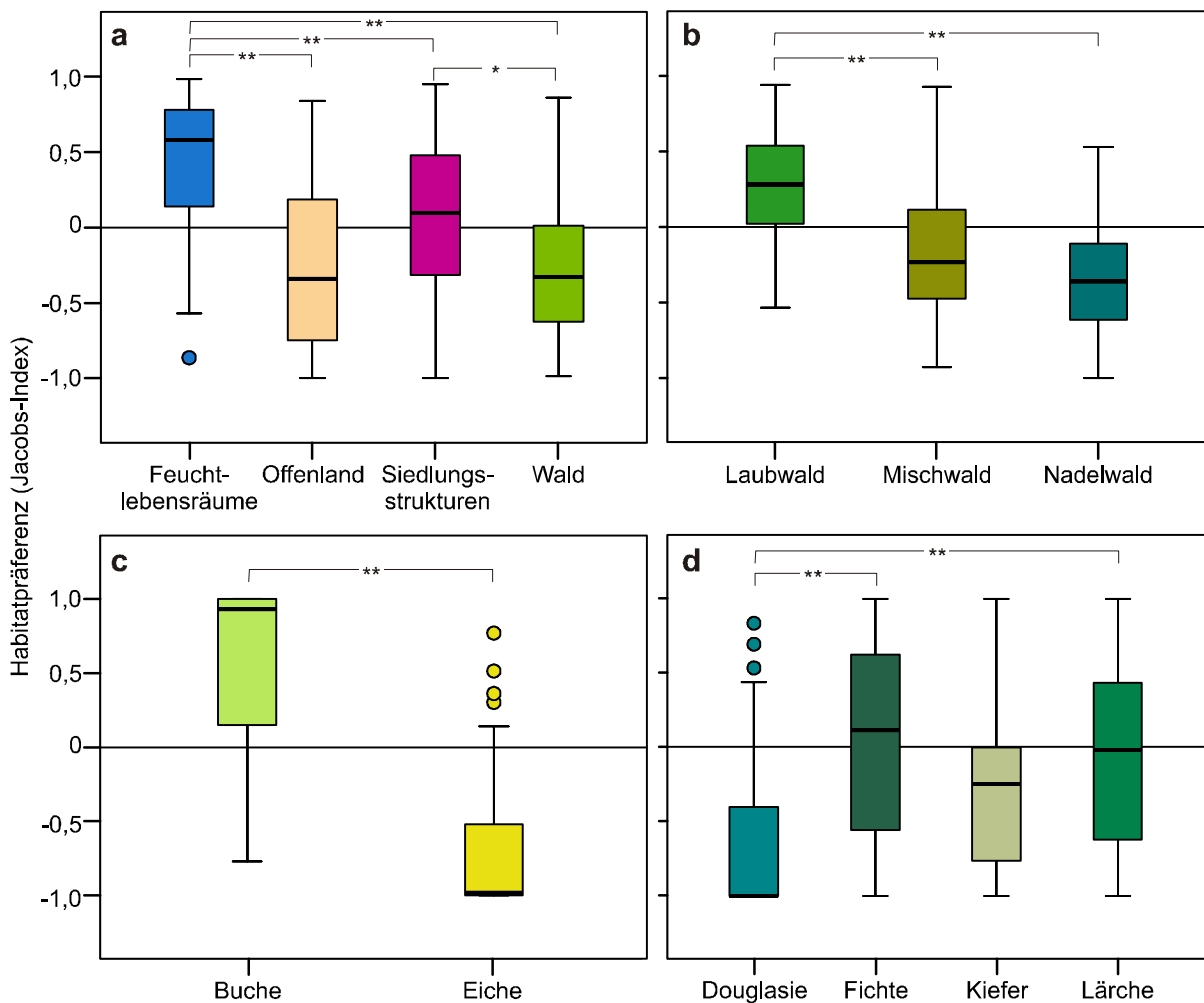 Habitatpräferenz (Jacobs-Index)
a
**
**
**
*
1,0
0,5
0
-0,5
-1,0
Feucht-
lebensräume
Offenland
Siedlungs-
strukturen
Wald
b
**
**
Laubwald
Mischwald
Nadelwald
c
**
1,0
0,5
0
-0,5
-1,0
Buche
Eiche
d
**
**
Douglasie
Fichte
Kiefer
Lärche